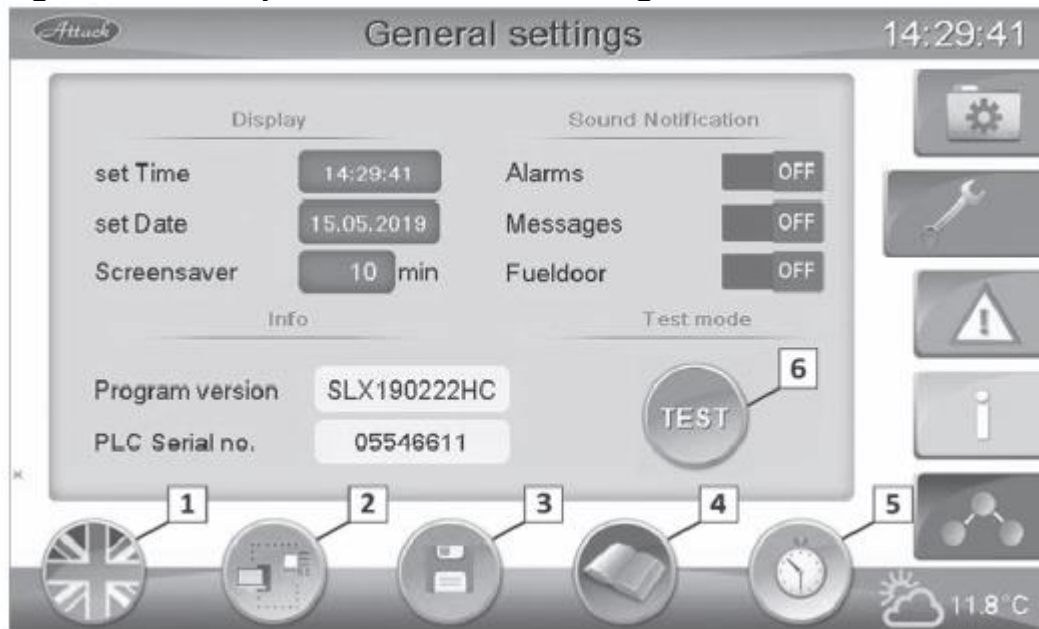 Attack
General settings
14:29:41
Display
Sound Notification
set Time
14:29:41
Alarms
OFF
set Date
15.05.2019
Messages
OFF
Screensaver
10 min
Fueldoor
OFF
Info
Test mode
6
Program version
SLX190222HC
TEST
PLC Serial no.
05546611
1
2
3
4
5
11.8°C